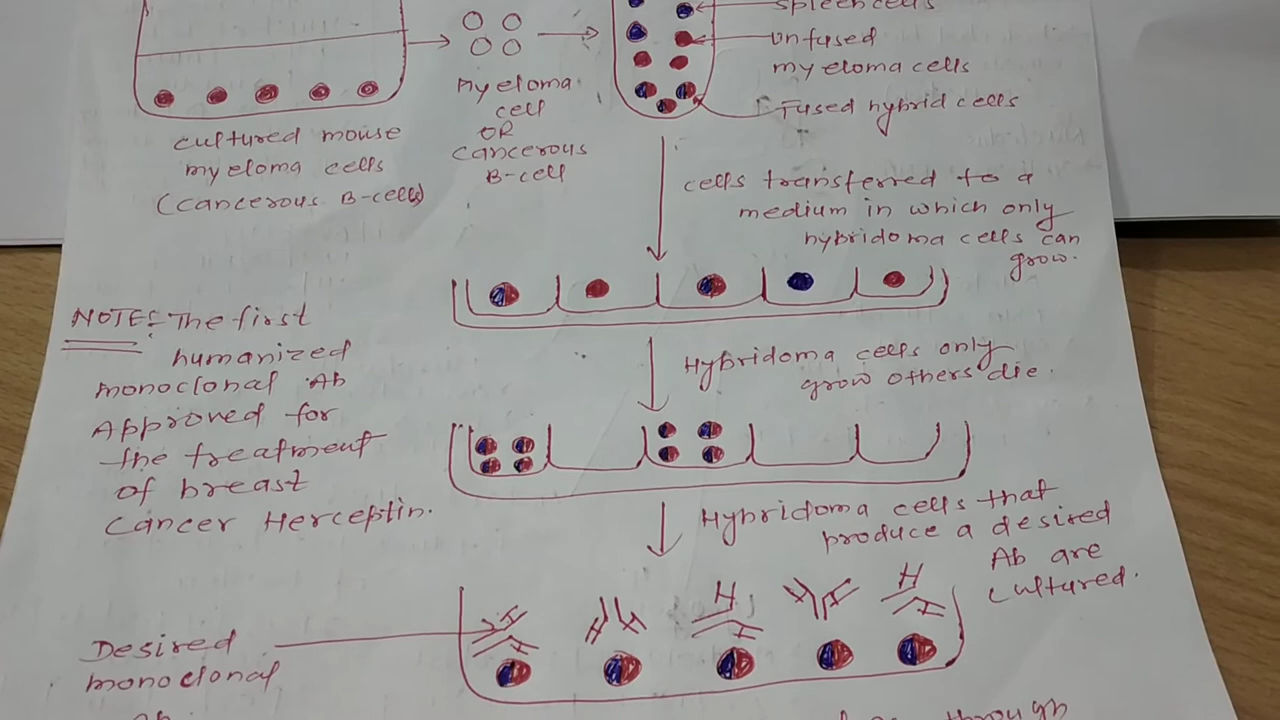 spleen cells
unfused
myeloma cells
Fused hybrid cells
Myeloma
cell
OR
cancerous
B-cell
cultured mouse
myeloma cells
(cancerous B-cells)
cells transferred to a
medium in which only
hybridoma cells can
grow.
NOTE: The first
humanized
monoclonal Ab
Approved for
the treatment
of breast
cancer Herceptin.
Hybridoma cells only
grow others die.
Hybridoma cells that
produce a desired
Ab are
cultured.
Desired
monoclonal
Ab
through